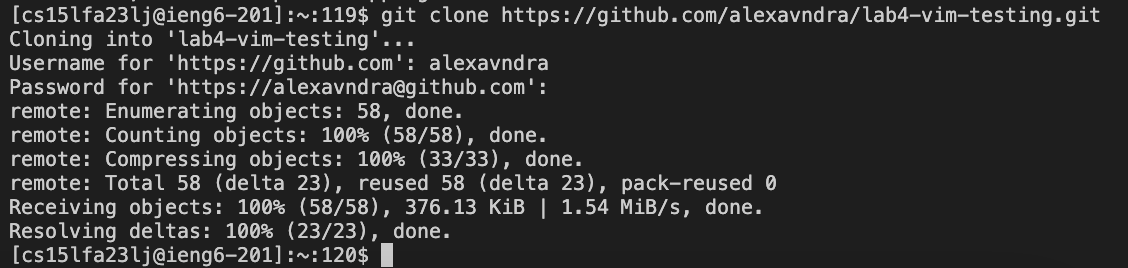 [cs15lfa23lj@ieng6-201]:~:119$ git clone https://github.com/alexavndra/lab4-vim-testing.git
Cloning into 'lab4-vim-testing'...
Username for 'https://github.com': alexavndra
Password for 'https://alexavndra@github.com':
remote: Enumerating objects: 58, done.
remote: Counting objects: 100% (58/58), done.
remote: Compressing objects: 100% (33/33), done.
remote: Total 58 (delta 23), reused 58 (delta 23), pack-reused 0
Receiving objects: 100% (58/58), 376.13 KiB | 1.54 MiB/s, done.
Resolving deltas: 100% (23/23), done.
[cs15lfa23lj@ieng6-201]:~:120$